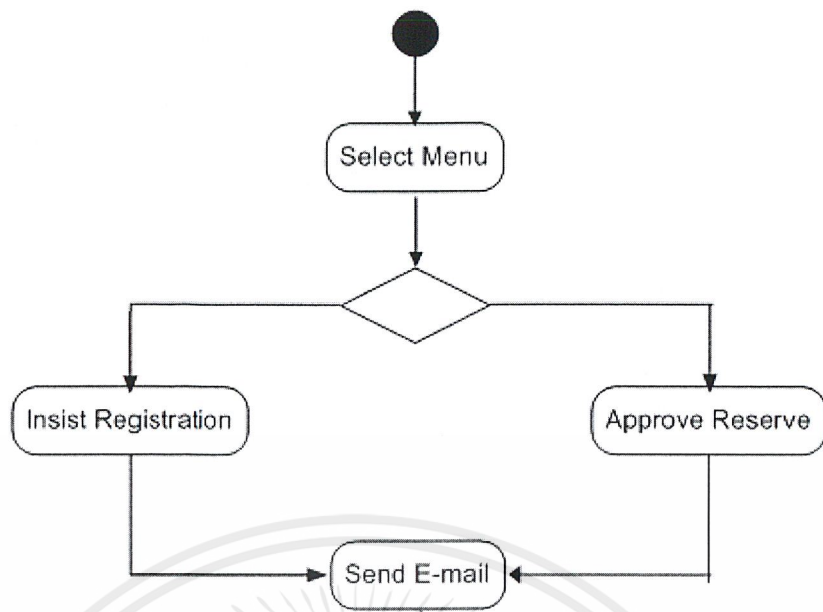 Select Menu
Insist Registration
Approve Reserve
Send E-mail